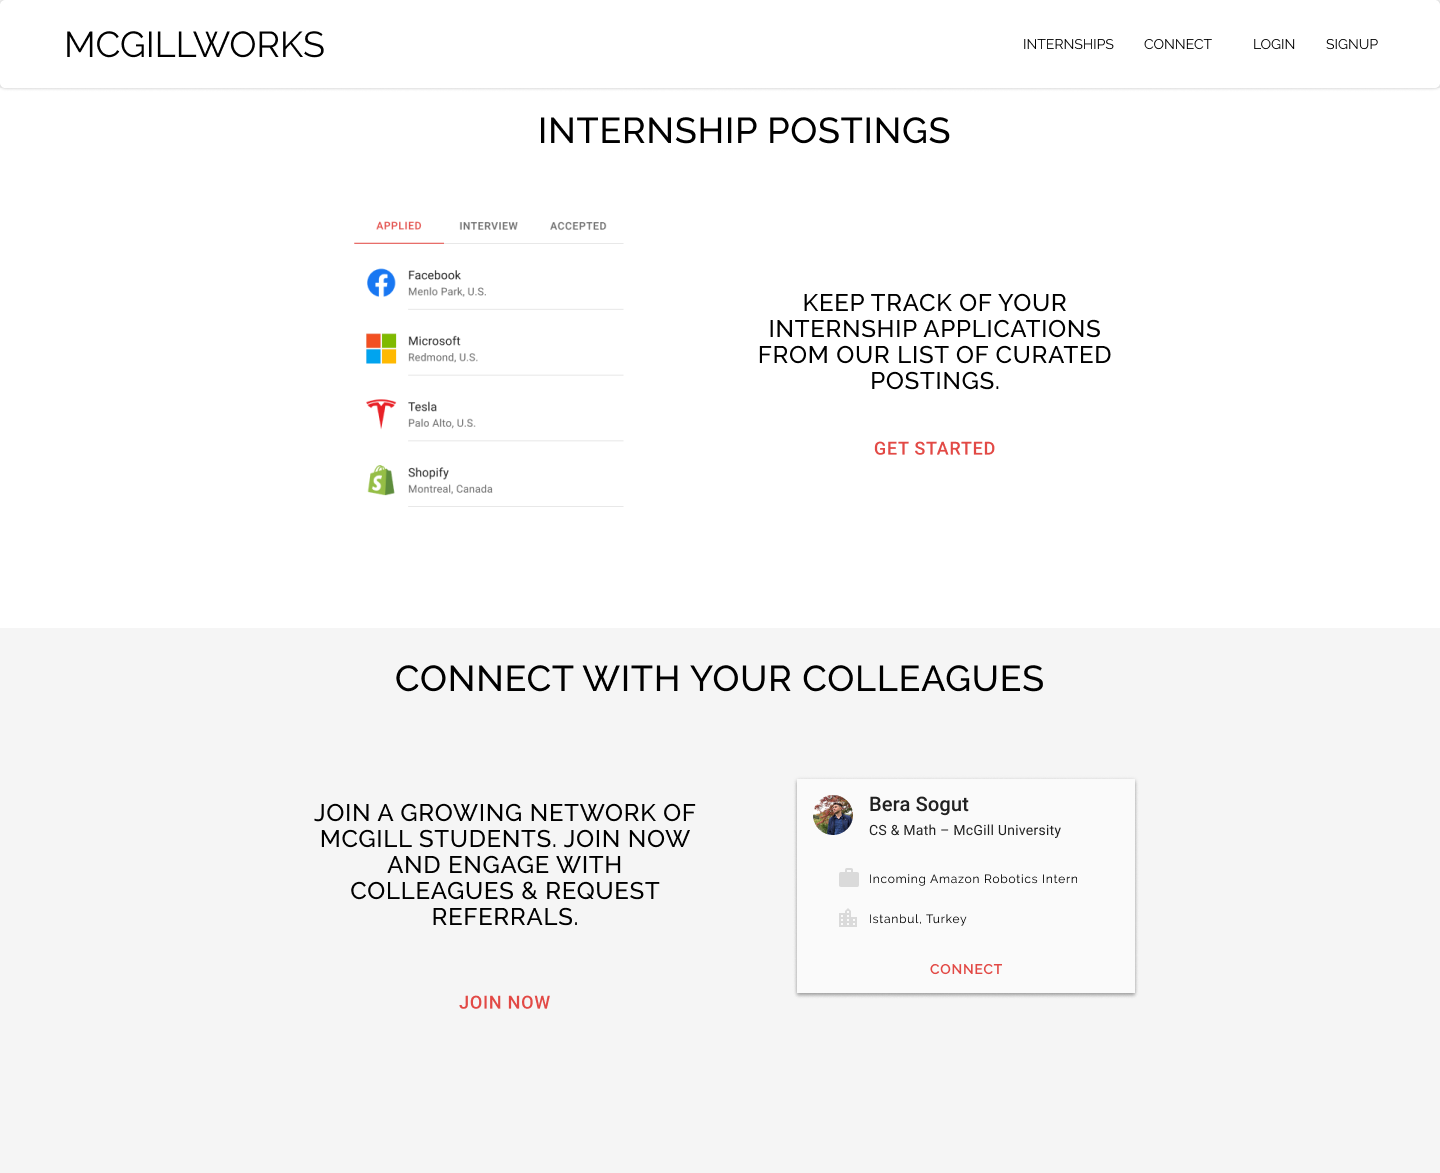 MCGILLWORKS
INTERNSHIPS CONNECT LOGIN SIGNUP
INTERNSHIP POSTINGS
APPLIED INTERVIEW ACCEPTED
Facebook
Menlo Park, U.S.
Microsoft
Redmond, U.S.
Tesla
Palo Alto, U.S.
Shopify
Montreal, Canada
KEEP TRACK OF YOUR
INTERNSHIP APPLICATIONS
FROM OUR LIST OF CURATED
POSTINGS.
GET STARTED
CONNECT WITH YOUR COLLEAGUES
JOIN A GROWING NETWORK OF
MCGILL STUDENTS. JOIN NOW
AND ENGAGE WITH
COLLEAGUES & REQUEST
REFERRALS.
JOIN NOW
Bera Sogut
CS & Math – McGill University
Incoming Amazon Robotics Intern
Istanbul, Turkey
CONNECT